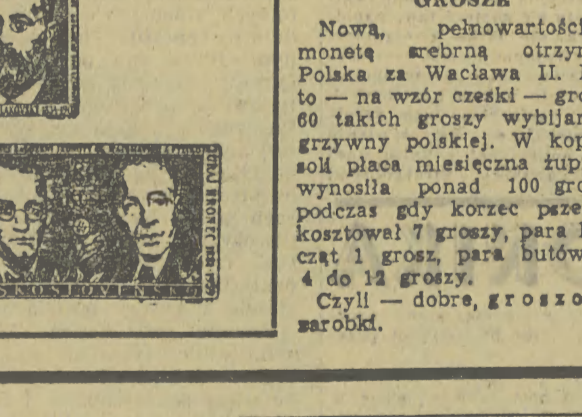 GROSZE
Nową, pełnowartości
monetę srebrną otrzym
Polska za Wacława II.
to — na wzór czeski — gro
60 takich groszy wybijan
grzywny polskiej. W kop
soli płaca miesięczna żup
wynosiła ponad 100 gro
podczas gdy korzec psze
kosztował 7 groszy, para
cząt 1 grosz, para butów
4 do 12 groszy.
Czyli — dobre, groszo
zarobki.
ČESKOSLOVENSKO